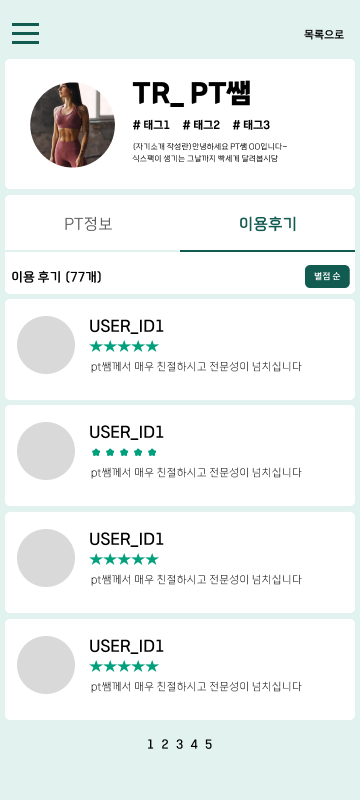 목록으로
TR_ PT쌤
# 태그1 # 태그2 # 태그3
(자기소개 작성란)안녕하세요 PT쌤 OO입니다~
식스팩이 생기는 그날까지 빡세게 달려봅시당
PT정보 이용후기
이용 후기 (77개) 별점 순
USER_ID1
★★★★★
pt쌤께서 매우 친절하시고 전문성이 넘치십니다
USER_ID1
pt쌤께서 매우 친절하시고 전문성이 넘치십니다
USER_ID1
★★★★★
pt쌤께서 매우 친절하시고 전문성이 넘치십니다
USER_ID1
★★★★★
pt쌤께서 매우 친절하시고 전문성이 넘치십니다
1 2 3 4 5